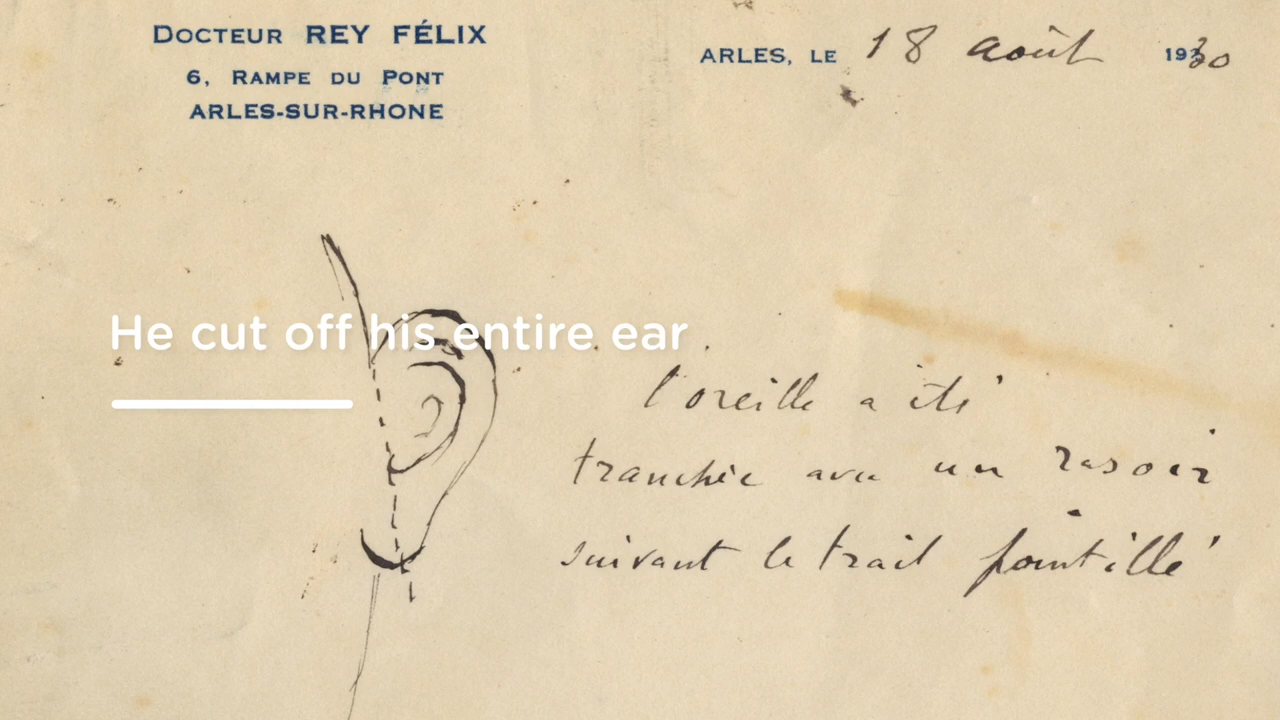 DOCTEUR REY FÉLIX
6, RAMPE DU PONT
ARLES-SUR-RHONE
ARLES, LE 18 août 1930
He cut off his entire ear
l'oreille a été
tranchée avec un rasoir
suivant le trait pointillé